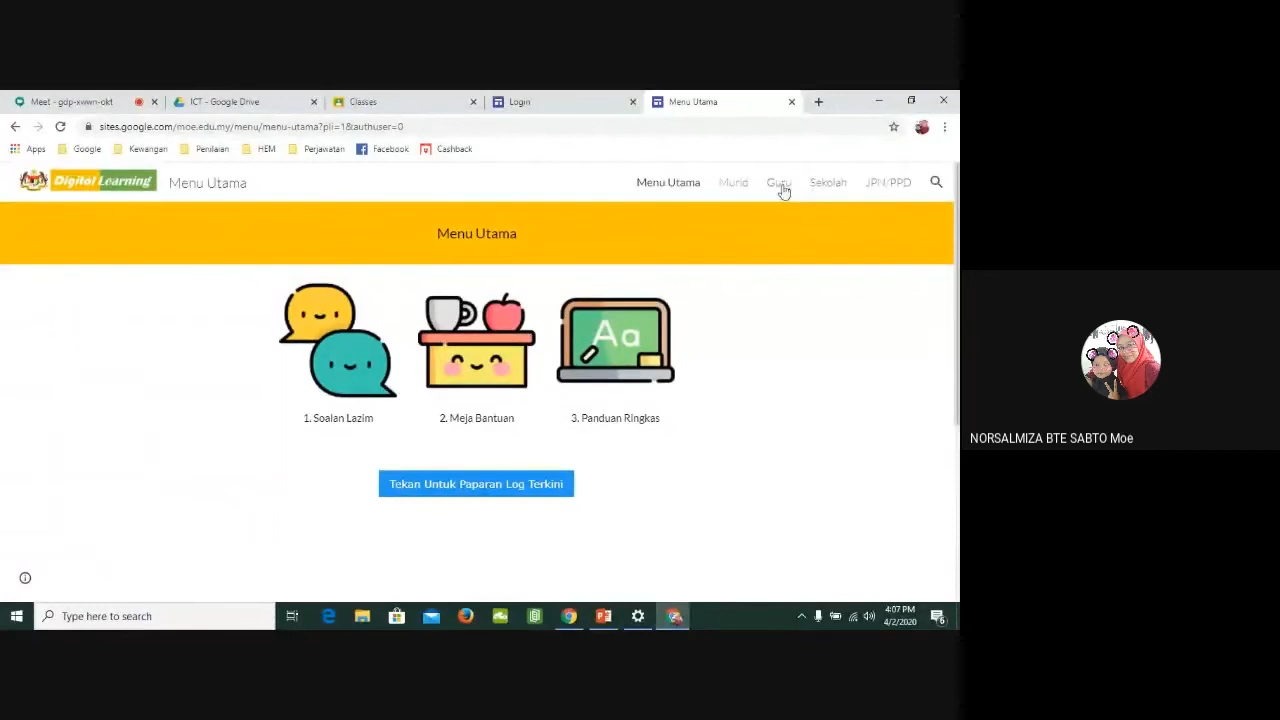 Meet - gdp-xwwn-okt
ICT - Google Drive
Classes
Login
Menu Utama
sites.google.com/moe.edu.my/menu/menu-utama?pli=1&authuser=0
Apps Google Kewangan Penilaian HEM Perjawatan Facebook Cashback
Digital Learning Menu Utama
Menu Utama Murid Guru Sekolah JPN/PPD
Menu Utama
Aa
1. Soalan Lazim
2. Meja Bantuan
3. Panduan Ringkas
NORSALMIZA BTE SABTO Moe
Tekan Untuk Paparan Log Terkini
Type here to search
4:07 PM
4/2/2020
6